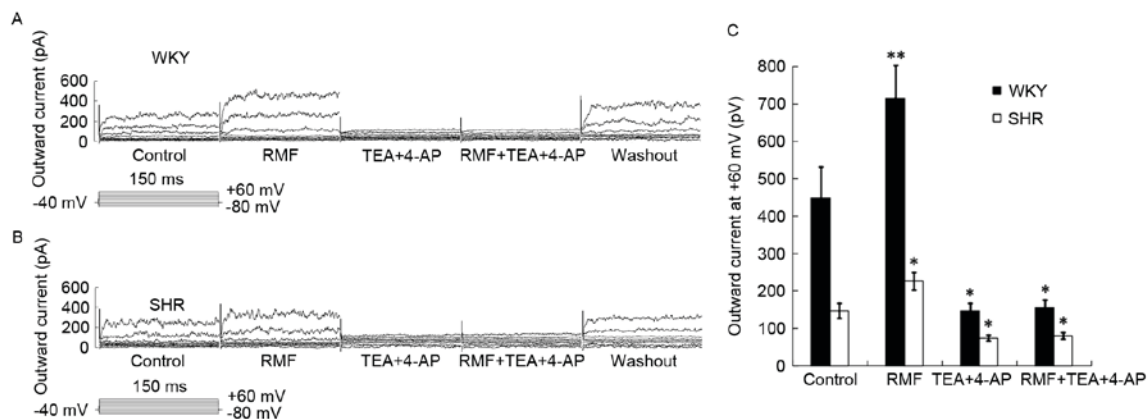 A
WKY
Outward current (pA)
600
400
200
0
Control RMF TEA+4-AP RMF+TEA+4-AP Washout
150 ms
-40 mV
+60 mV
-80 mV
B
SHR
Outward current (pA)
600
400
200
0
Control RMF TEA+4-AP RMF+TEA+4-AP Washout
150 ms
-40 mV
+60 mV
-80 mV
C
Outward current at +60 mV (pV)
800
700
600
500
400
300
200
100
0
**
*
*
*
*
*
WKY
SHR
Control RMF TEA+4-AP RMF+TEA+4-AP